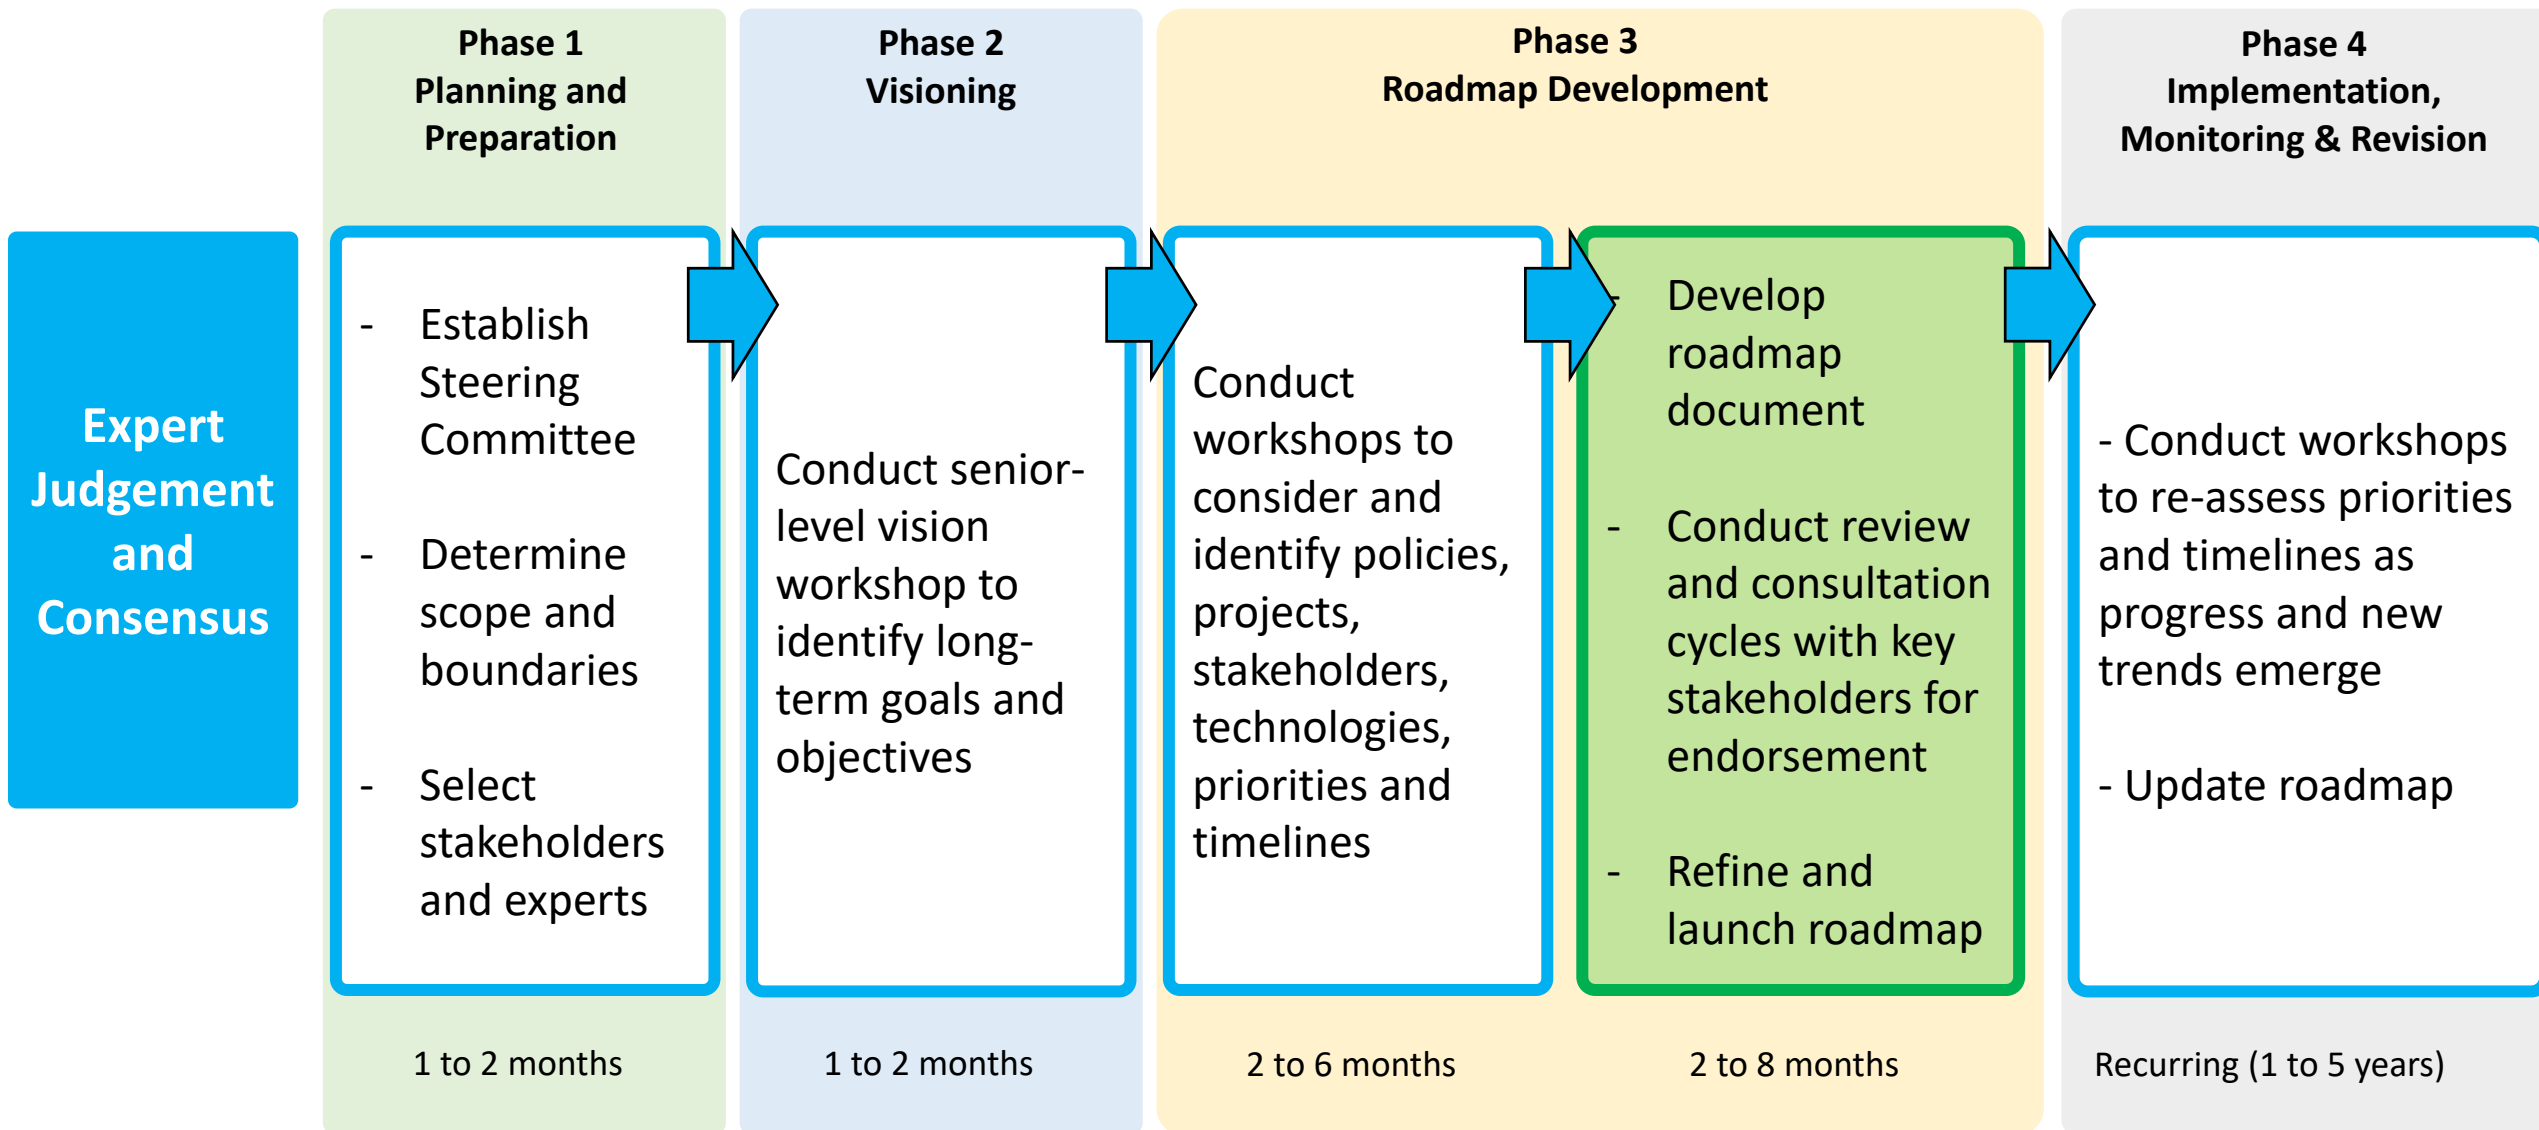 Phase 1
Planning and
Preparation
Phase 2
Visioning
Phase 3
Roadmap Development
Phase 4
Implementation,
Monitoring & Revision
Expert
Judgement
and
Consensus
- Establish
Steering
Committee
- Determine
scope and
boundaries
- Select
stakeholders
and experts
Conduct senior-
level vision
workshop to
identify long-
term goals and
objectives
Conduct
workshops to
consider and
identify policies,
projects,
stakeholders,
technologies,
priorities and
timelines
- Develop
roadmap
document
- Conduct review
and consultation
cycles with key
stakeholders for
endorsement
- Refine and
launch roadmap
- Conduct workshops
to re-assess priorities
and timelines as
progress and new
trends emerge
- Update roadmap
1 to 2 months
1 to 2 months
2 to 6 months
2 to 8 months
Recurring (1 to 5 years)